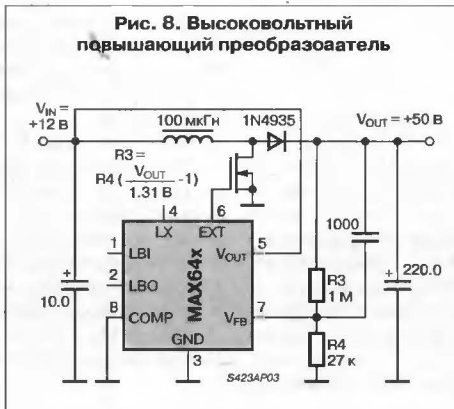 Рис. 8. Высоковольтный
повышающий преобразоаатель
V_IN =
+12 В
100 мкГн
1N4935
V_OUT = +50 В
R3 =
R4 (V_OUT/1.31 В -1)
4
6
LX
EXT
1
LBI
V_OUT
5
1000
2
LBO
MAX64x
R3
1 М
+
220.0
+
10.0
8
COMP
V_FB
7
GND
R4
27 к
3
S423AP03